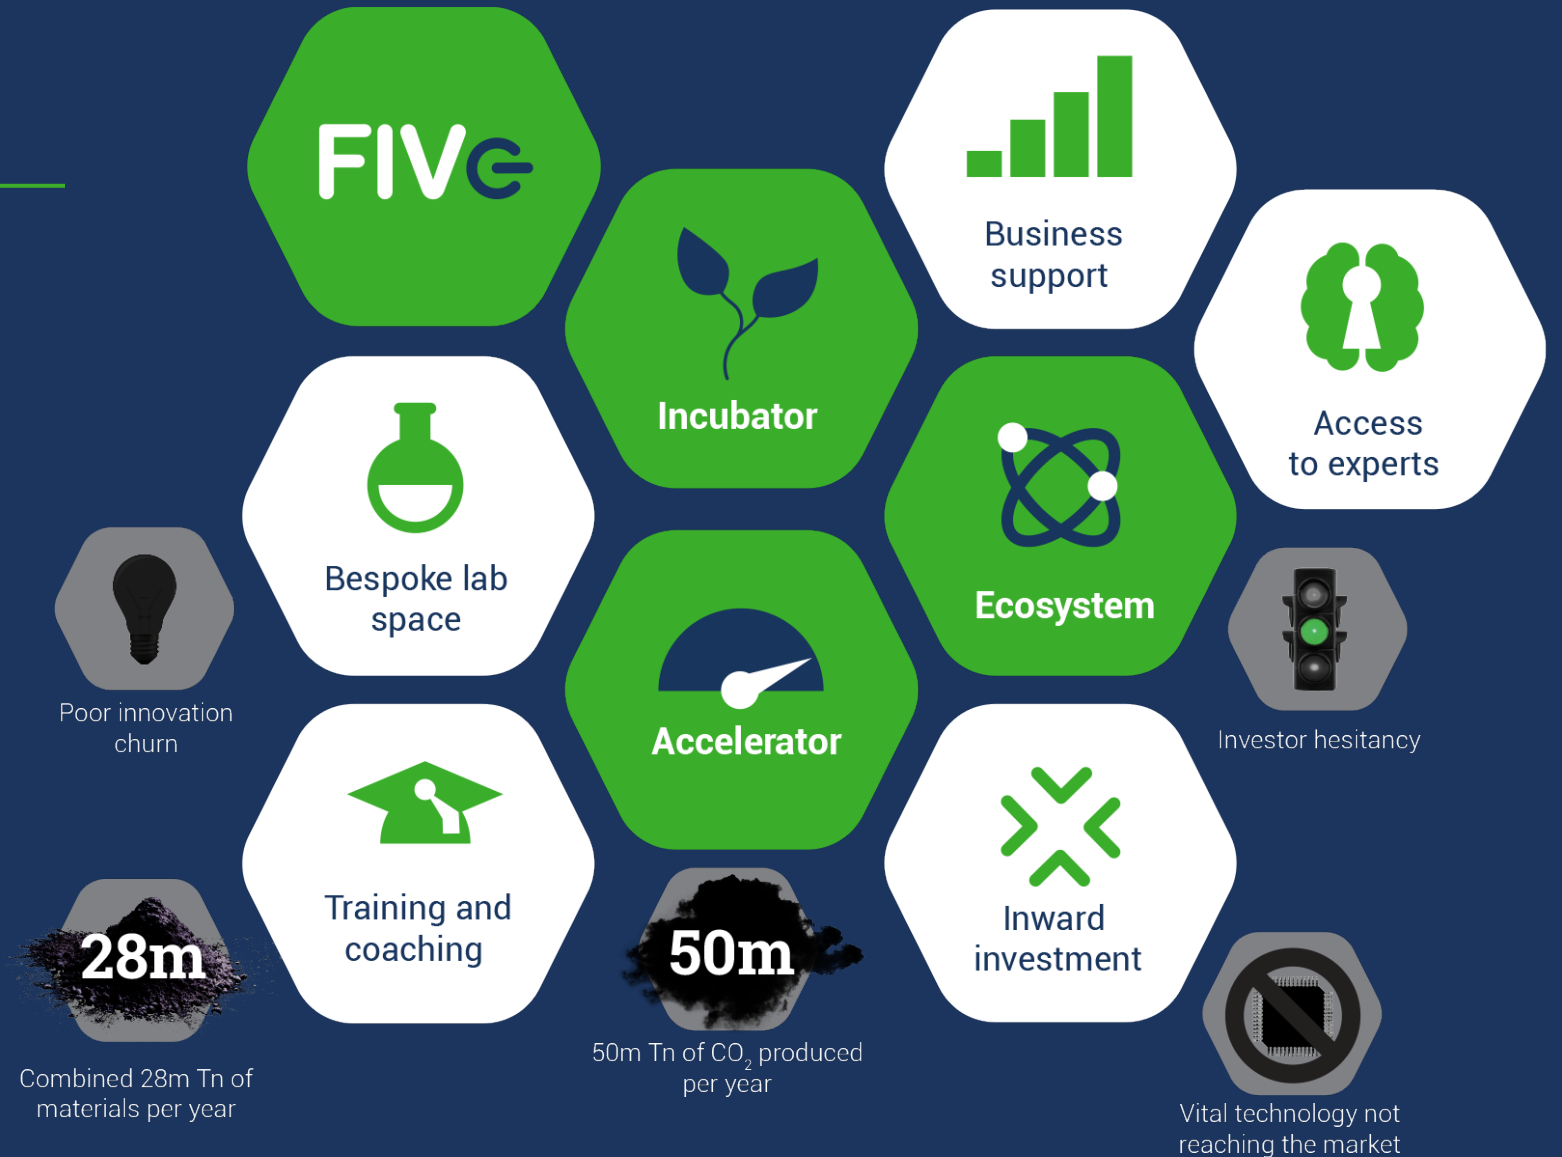 FIVe
Business
support
Incubator
Access
to experts
Bespoke lab
space
Ecosystem
Poor innovation
churn
Accelerator
Investor hesitancy
Training and
coaching
Inward
investment
28m
Combined 28m Tn of
materials per year
50m
50m Tn of CO₂ produced
per year
Vital technology not
reaching the market